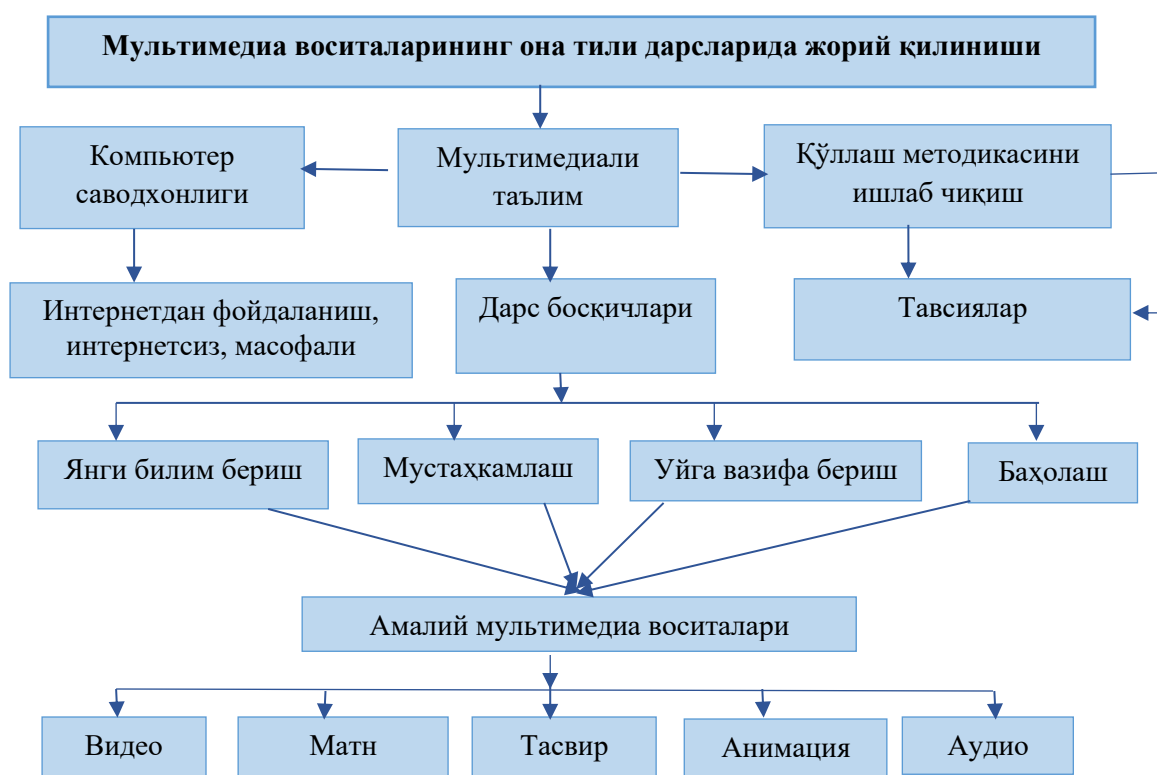 Мультимедиа воситаларининг она тили дарсларида жорий қилиниши
Компьютер
саводхонлиги
Мультимедиали
таълим
Қўллаш методикасини
ишлаб чиқиш
Интернетдан фойдаланиш,
интернетсиз, масофали
Дарс босқичлари
Тавсиялар
Янги билим бериш
Мустаҳкамлаш
Уйга вазифа бериш
Баҳолаш
Амалий мультимедиа воситалари
Видео
Матн
Тасвир
Анимация
Аудио